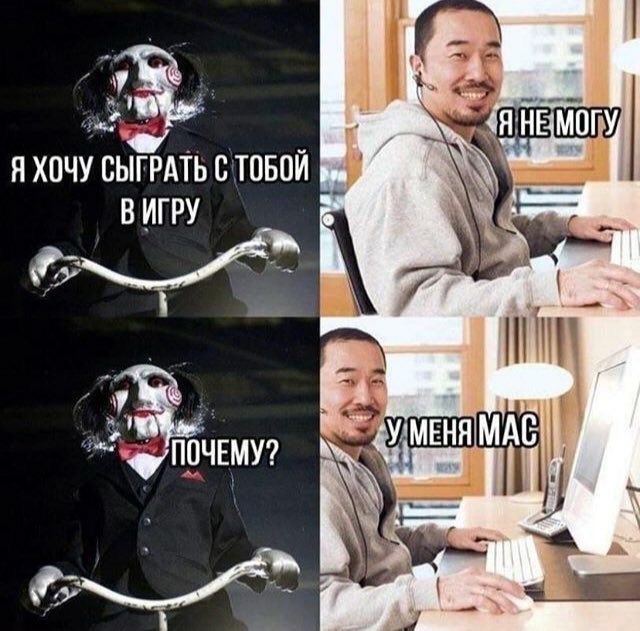 Я ХОЧУ СЫГРАТЬ С ТОБОЙ
В ИГРУ
Я НЕ МОГУ
ПОЧЕМУ?
У МЕНЯ MAC